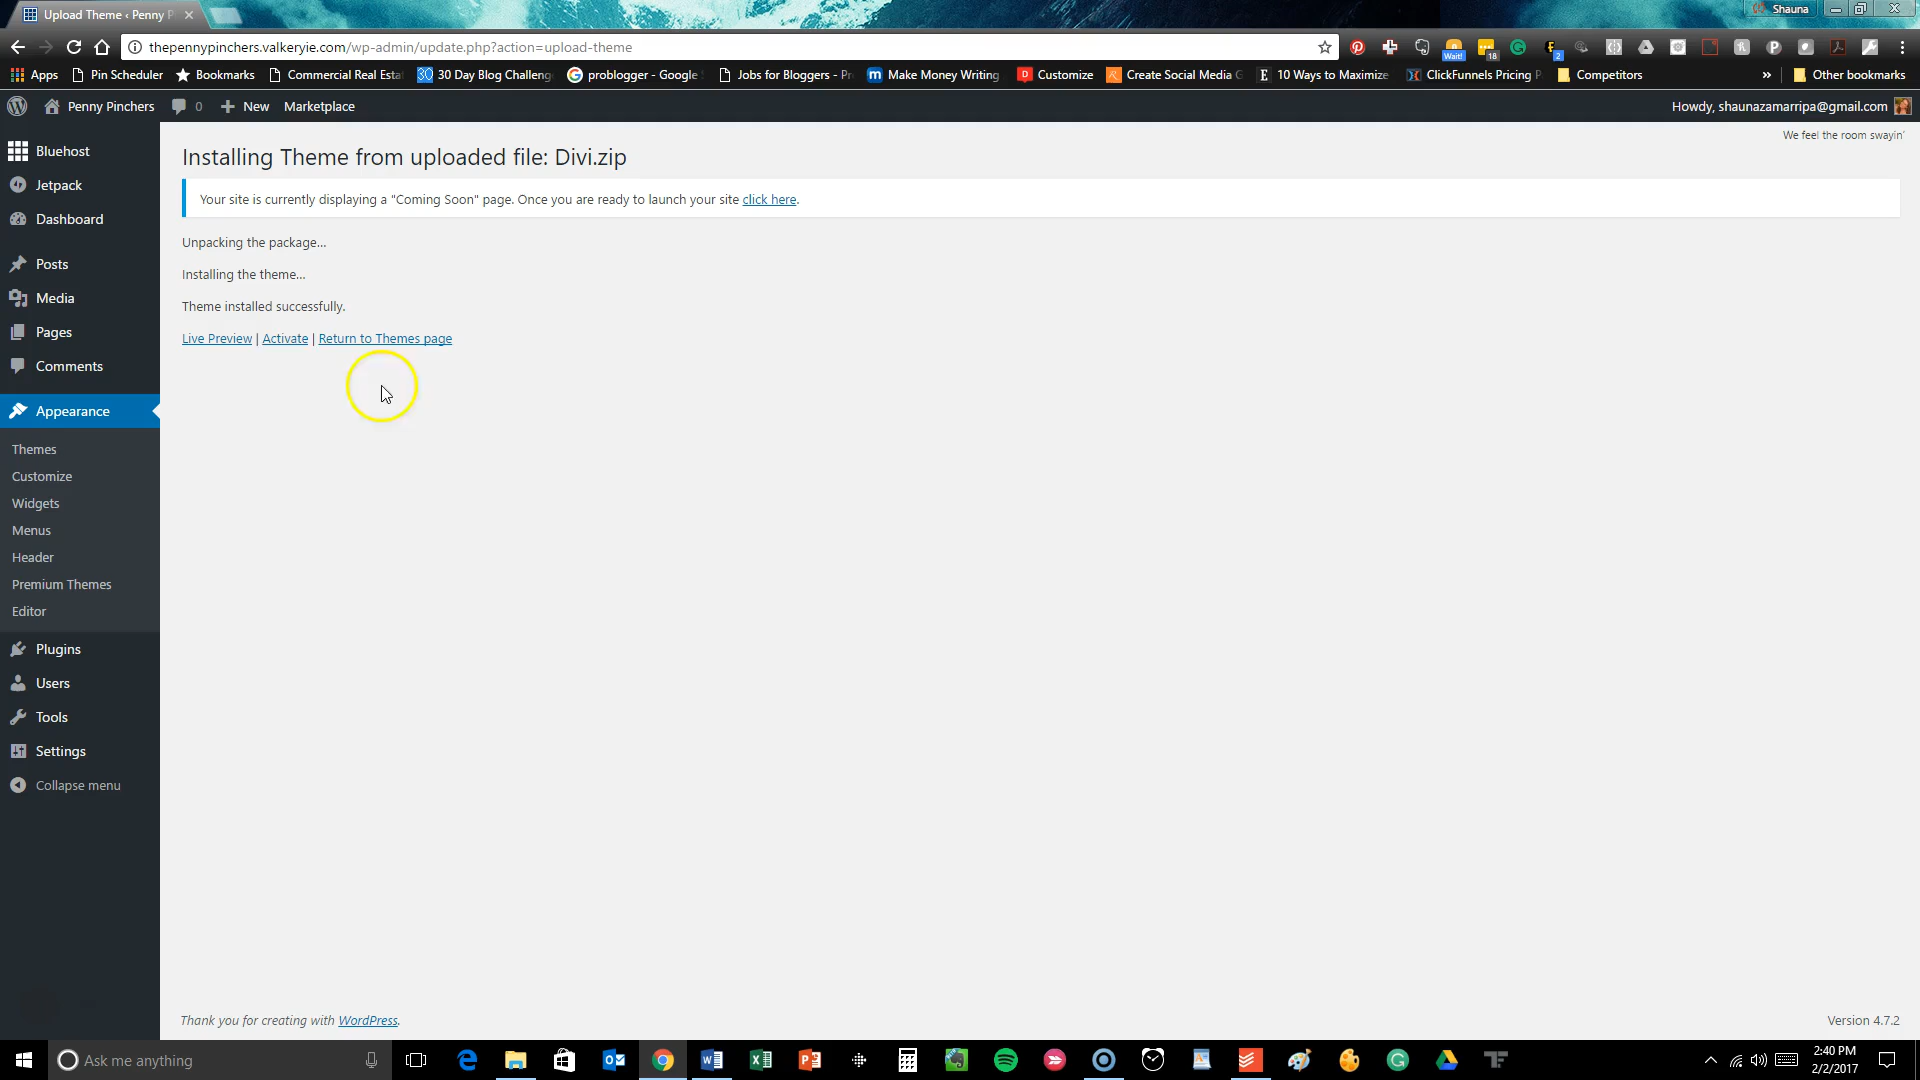 Upload Theme ‹ Penny P
Shauna
thepennypinchers.valkeryie.com/wp-admin/update.php?action=upload-theme
Wait!
18
2
Apps
Pin Scheduler
Bookmarks
Commercial Real Esta
30 Day Blog Challeng
problogger - Google
Jobs for Bloggers - Pr
Make Money Writing
Customize
Create Social Media G
10 Ways to Maximize
ClickFunnels Pricing P
Competitors
»
Other bookmarks
Penny Pinchers
0
New
Marketplace
Howdy, shaunazamarripa@gmail.com
We feel the room swayin'
Bluehost
Jetpack
Dashboard
Posts
Media
Pages
Comments
Appearance
Themes
Customize
Widgets
Menus
Header
Premium Themes
Editor
Plugins
Users
Tools
Settings
Collapse menu
Installing Theme from uploaded file: Divi.zip
Your site is currently displaying a "Coming Soon" page. Once you are ready to launch your site click here.
Unpacking the package…
Installing the theme…
Theme installed successfully.
Live Preview | Activate | Return to Themes page
Thank you for creating with WordPress.
Version 4.7.2
Ask me anything
2:40 PM
2/2/2017